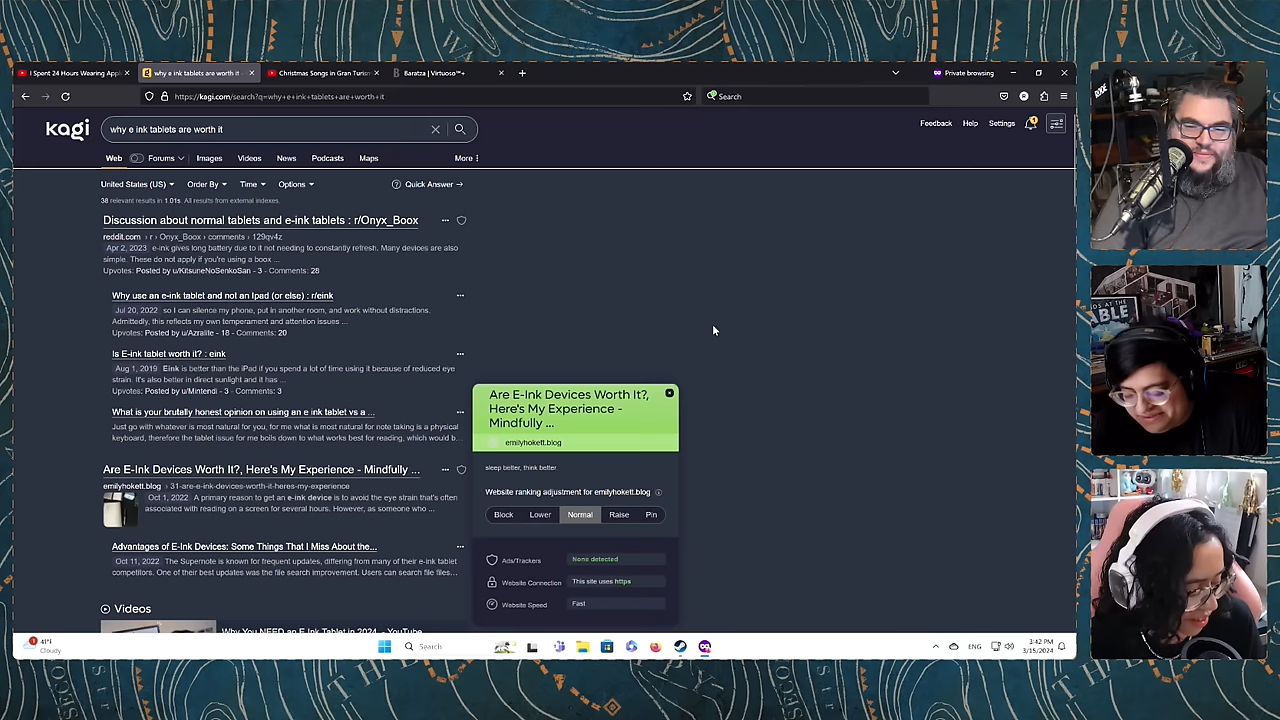 I Spent 24 Hours Wearing Appl
why e ink tablets are worth it -
Christmas Songs in Gran Turism
Baratza | Virtuoso™+
Private browsing
https://kagi.com/search?q=why+e+ink+tablets+are+worth+it
Search
kagi
why e ink tablets are worth it
Feedback
Help
Settings
1
Web
Forums
Images
Videos
News
Podcasts
Maps
More
United States (US)
Order By
Time
Options
Quick Answer →
38 relevant results in 1.01s. All results from external indexes.
Discussion about normal tablets and e-ink tablets : r/Onyx_Boox
reddit.com › r › Onyx_Boox › comments › 129qv4z
Apr 2, 2023 e-ink gives long battery due to it not needing to constantly refresh. Many devices are also
simple. These do not apply if you're using a boox ...
Upvotes: Posted by u/KitsuneNoSenkoSan - 3 - Comments: 28
Why use an e-ink tablet and not an Ipad (or else) : r/eink
Jul 20, 2022 so I can silence my phone, put in another room, and work without distractions.
Admittedly, this reflects my own temperament and attention issues ...
Upvotes: Posted by u/Azralite - 18 - Comments: 20
Is E-ink tablet worth it? : eink
Aug 1, 2019 Eink is better than the iPad if you spend a lot of time using it because of reduced eye
strain. It's also better in direct sunlight and it has ...
Upvotes: Posted by u/Mintendi - 3 - Comments: 3
What is your brutally honest opinion on using an e ink tablet vs a ...
Just go with whatever is most natural for you, for me what is most natural for note taking is a physical
keyboard, therefore the tablet issue for me boils down to what works best for reading, which would b...
Are E-Ink Devices Worth It?, Here's My Experience - Mindfully ...
emilyhokett.blog › 31-are-e-ink-devices-worth-it-heres-my-experience
Oct 1, 2022 A primary reason to get an e-ink device is to avoid the eye strain that's often
associated with reading on a screen for several hours. However, as someone who ...
Advantages of E-Ink Devices: Some Things That I Miss About the...
Oct 11, 2022 The Supernote is known for frequent updates, differing from many of their e-ink tablet
competitors. One of their best updates was the file search improvement. Users can search file files...
Videos
Why You NEED an E Ink Tablet in 2024 - YouTube
Are E-Ink Devices Worth It?,
Here's My Experience -
Mindfully ...
emilyhokett.blog
sleep better, think better.
Website ranking adjustment for emilyhokett.blog
Block
Lower
Normal
Raise
Pin
Ads/Trackers
None detected
Website Connection
This site uses https
Website Speed
Fast
1
41°F
Cloudy
Search
ENG
3:42 PM
3/15/2024
RODE
DS AT THE
BLE